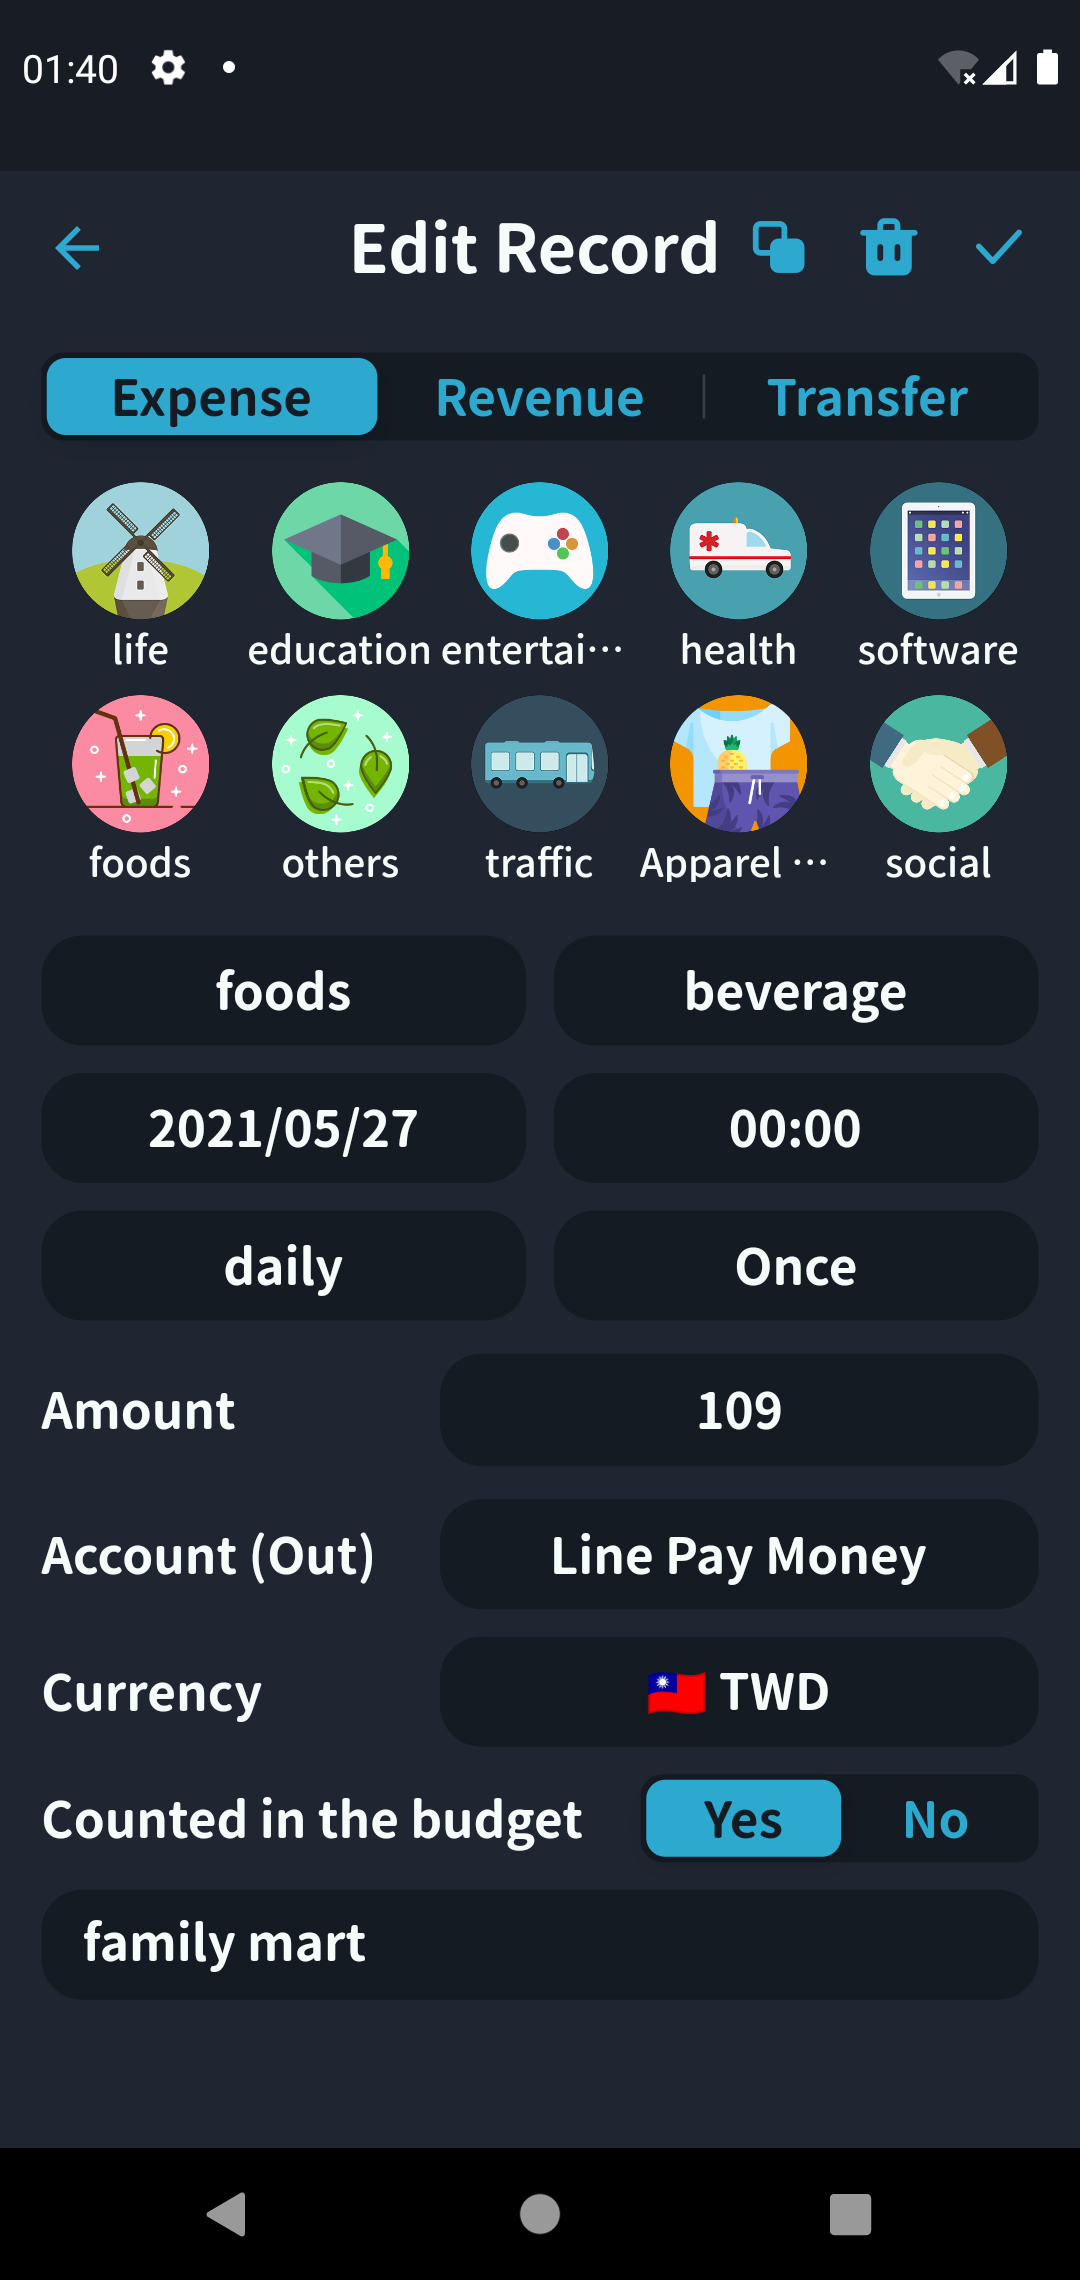 01:40
Edit Record
Expense Revenue Transfer
life education entertai··· health software
foods others traffic Apparel ··· social
foods beverage
2021/05/27 00:00
daily Once
Amount 109
Account (Out) Line Pay Money
Currency 🇹🇼 TWD
Counted in the budget Yes No
family mart